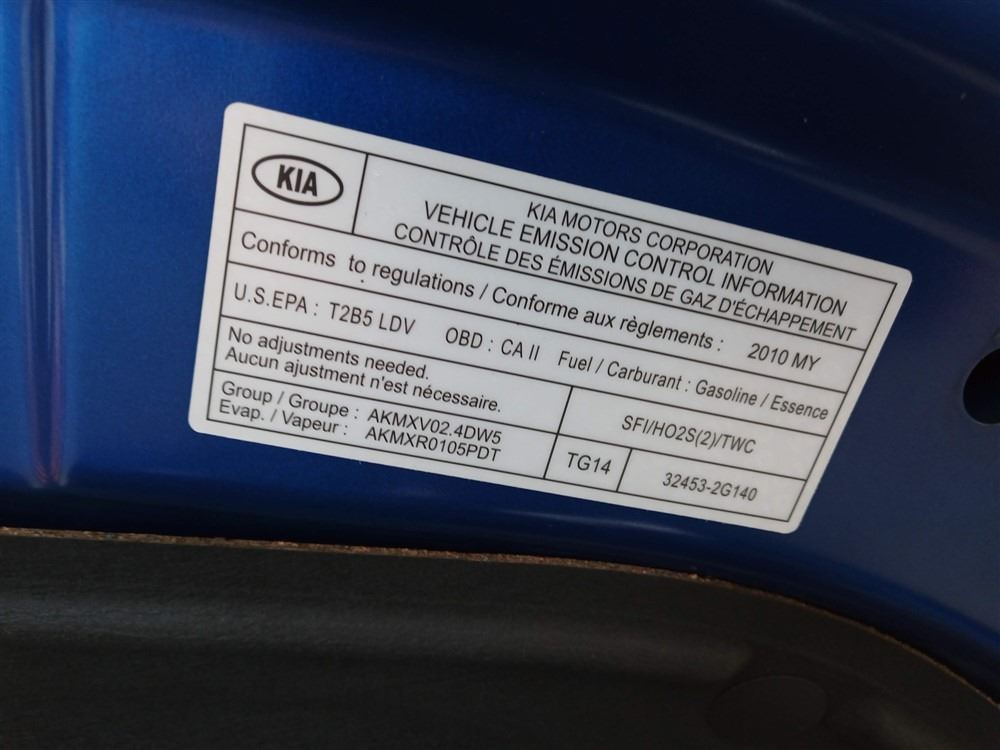 KIA
KIA MOTORS CORPORATION
VEHICLE EMISSION CONTROL INFORMATION
CONTRÔLE DES ÉMISSIONS DE GAZ D'ÉCHAPPEMENT
Conforms to regulations / Conforme aux règlements : 2010 MY
U.S.EPA : T2B5 LDV OBD : CA II Fuel / Carburant : Gasoline / Essence
No adjustments needed.
Aucun ajustment n'est nécessaire.
SFI/HO2S(2)/TWC
Group / Groupe : AKMXV02.4DW5
Evap. / Vapeur : AKMXR0105PDT
TG14
32453-2G140